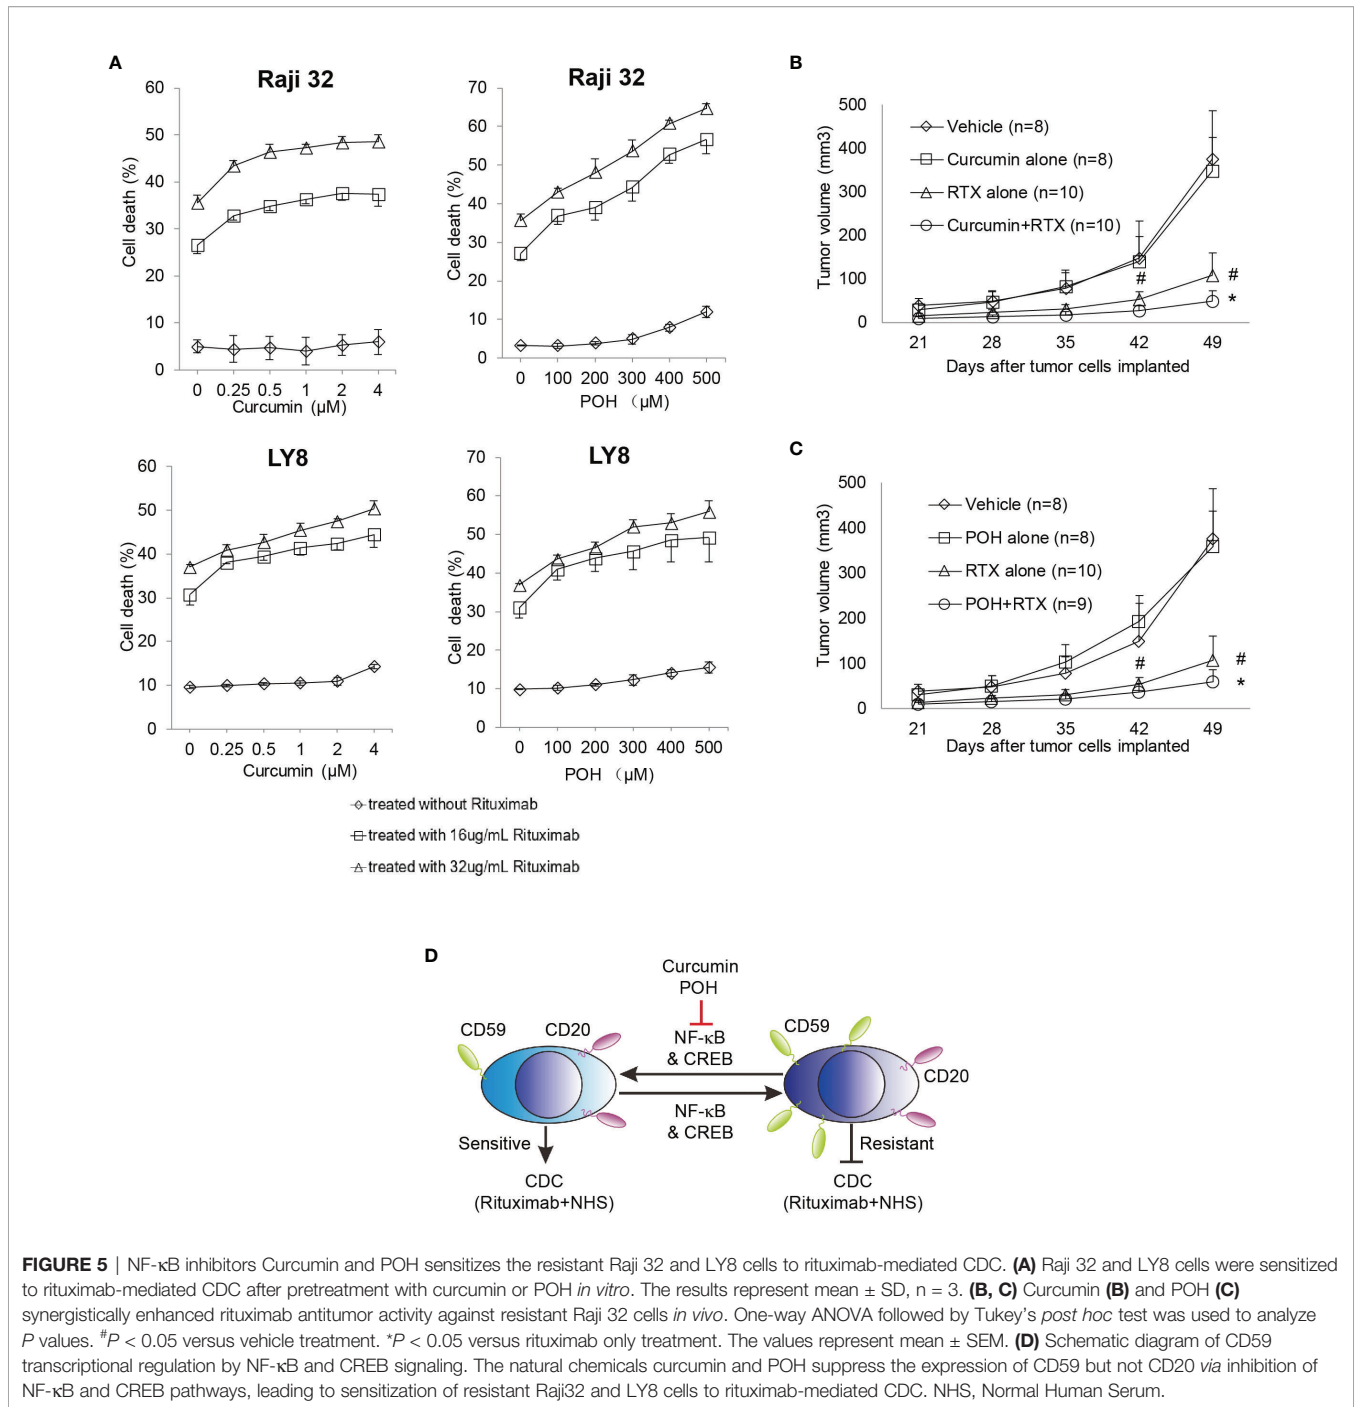 A
Raji 32
60
50
40
30
20
10
0
Cell death (%)
0 0.25 0.5 1 2 4
Curcumin (μM)
Raji 32
70
60
50
40
30
20
10
0
Cell death (%)
0 100 200 300 400 500
POH (μM)
LY8
60
50
40
30
20
10
0
Cell death (%)
0 0.25 0.5 1 2 4
Curcumin (μM)
LY8
70
60
50
40
30
20
10
0
Cell death (%)
0 100 200 300 400 500
POH (μM)
treated without Rituximab
treated with 16ug/mL Rituximab
treated with 32ug/mL Rituximab
B
500
400
300
200
100
0
Tumor volume (mm3)
Vehicle (n=8)
Curcumin alone (n=8)
RTX alone (n=10)
Curcumin+RTX (n=10)
# #
*
21 28 35 42 49
Days after tumor cells implanted
C
500
400
300
200
100
0
Tumor volume (mm3)
Vehicle (n=8)
POH alone (n=8)
RTX alone (n=10)
POH+RTX (n=9)
# #
*
21 28 35 42 49
Days after tumor cells implanted
D
Curcumin
POH
CD59 CD20
NF-κB
& CREB
CD59
CD20
NF-κB
& CREB
Sensitive
CDC
(Rituximab+NHS)
Resistant
CDC
(Rituximab+NHS)
FIGURE 5 | NF-κB inhibitors Curcumin and POH sensitizes the resistant Raji 32 and LY8 cells to rituximab-mediated CDC. (A) Raji 32 and LY8 cells were sensitized
to rituximab-mediated CDC after pretreatment with curcumin or POH in vitro. The results represent mean ± SD, n = 3. (B, C) Curcumin (B) and POH (C)
synergistically enhanced rituximab antitumor activity against resistant Raji 32 cells in vivo. One-way ANOVA followed by Tukey's post hoc test was used to analyze
P values. #P < 0.05 versus vehicle treatment. *P < 0.05 versus rituximab only treatment. The values represent mean ± SEM. (D) Schematic diagram of CD59
transcriptional regulation by NF-κB and CREB signaling. The natural chemicals curcumin and POH suppress the expression of CD59 but not CD20 via inhibition of
NF-κB and CREB pathways, leading to sensitization of resistant Raji32 and LY8 cells to rituximab-mediated CDC. NHS, Normal Human Serum.